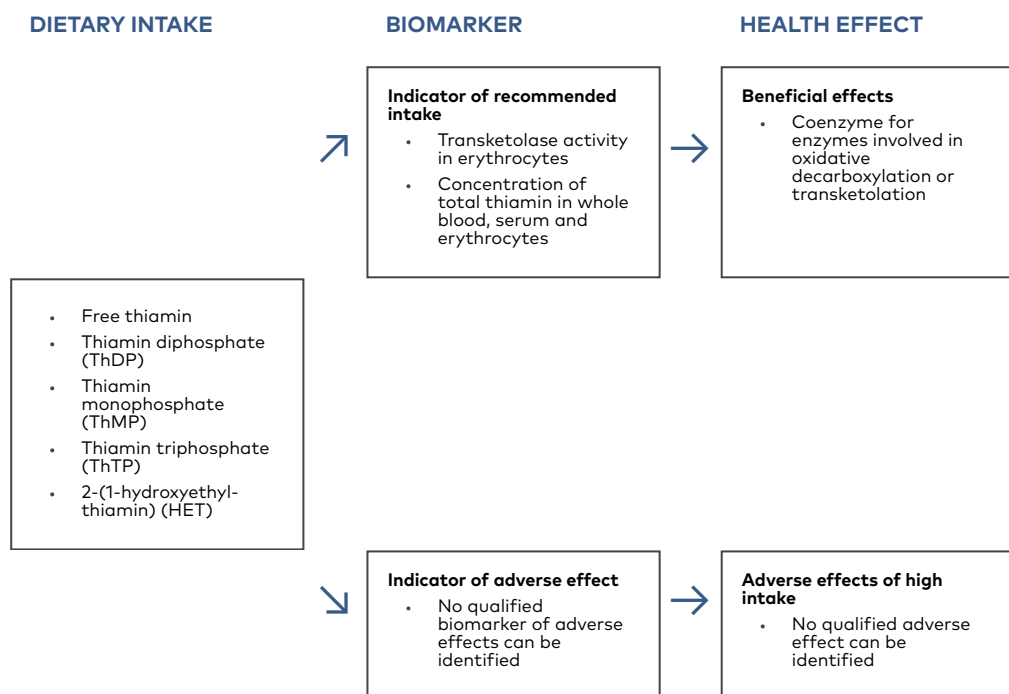 DIETARY INTAKE
BIOMARKER
HEALTH EFFECT
Indicator of recommended
intake
• Transketolase activity
in erythrocytes
• Concentration of
total thiamin in whole
blood, serum and
erythrocytes
Beneficial effects
• Coenzyme for
enzymes involved in
oxidative
decarboxylation or
transketolation
• Free thiamin
• Thiamin diphosphate
(ThDP)
• Thiamin
monophosphate
(ThMP)
• Thiamin triphosphate
(ThTP)
• 2-(1-hydroxyethyl-
thiamin) (HET)
Indicator of adverse effect
• No qualified
biomarker of adverse
effects can be
identified
Adverse effects of high
intake
• No qualified adverse
effect can be
identified